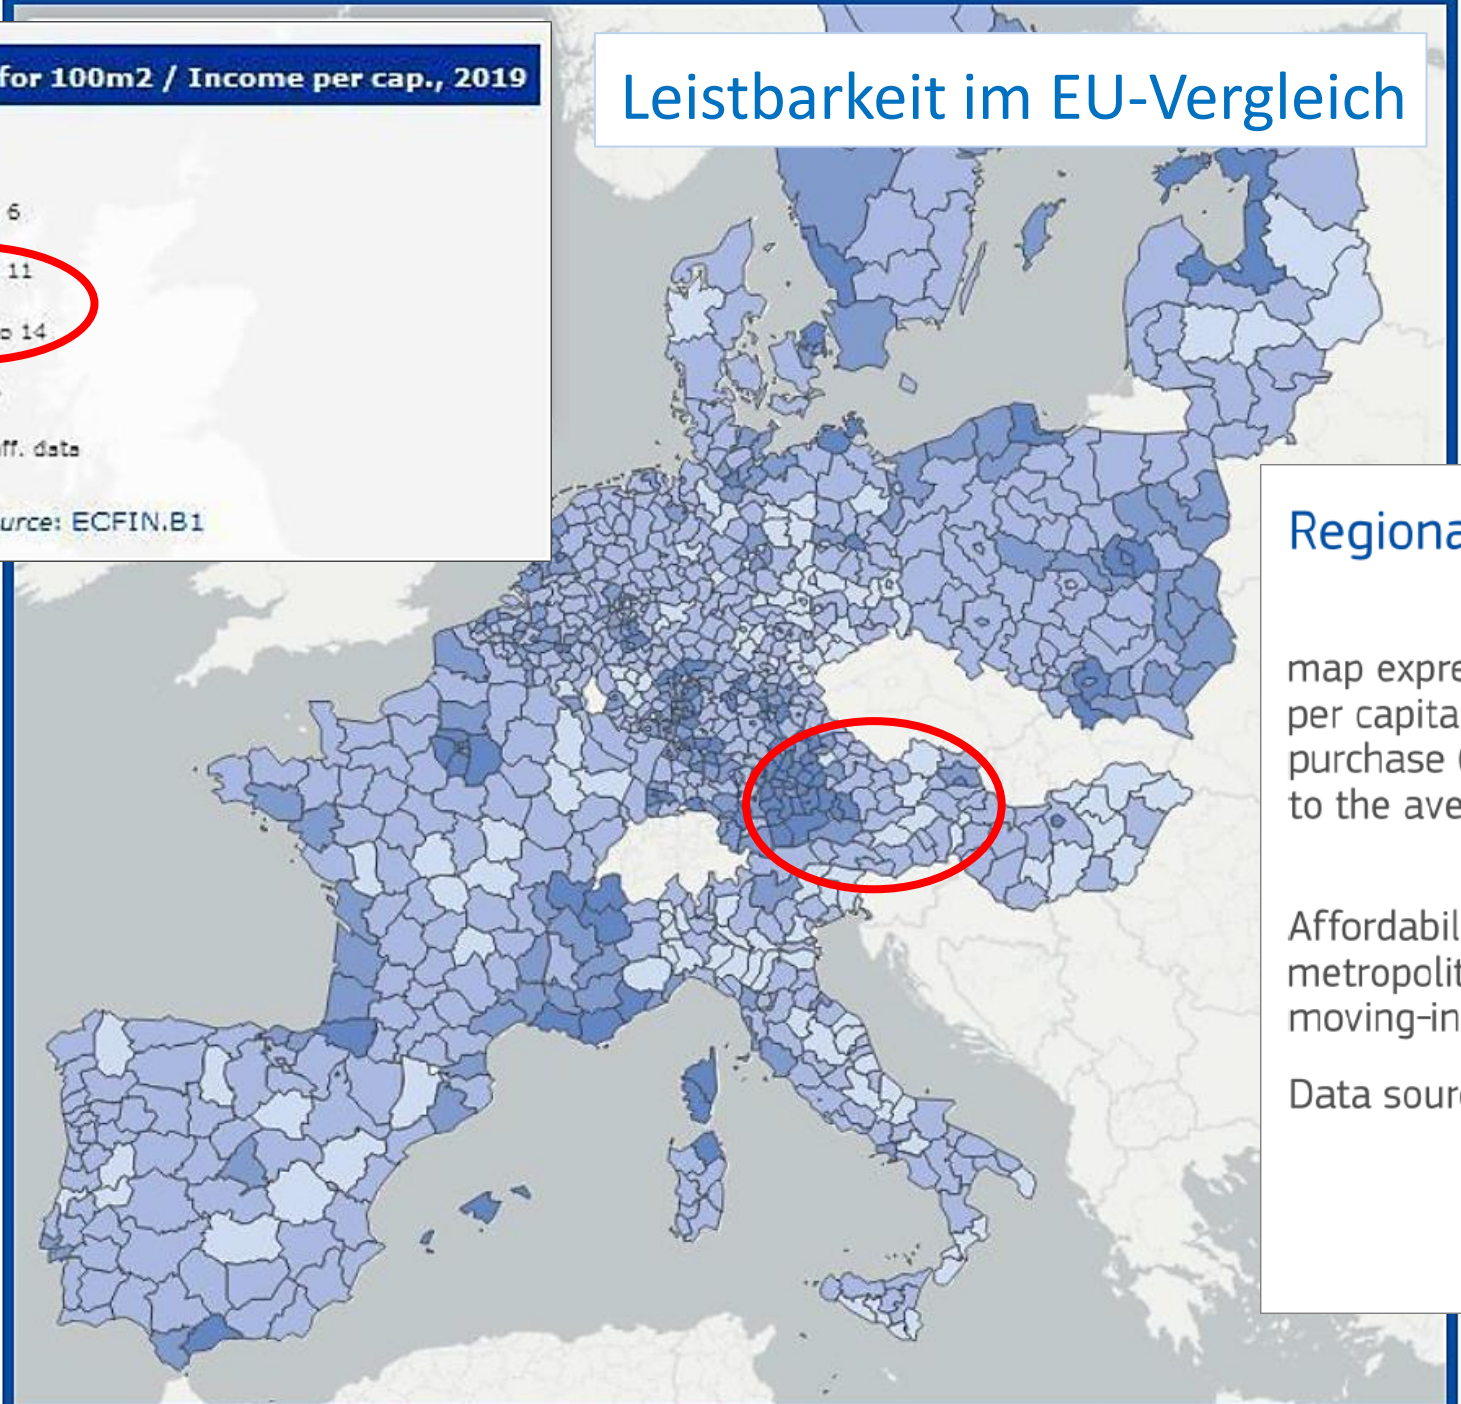 for 100m2 / Income per cap., 2019
6
11
o 14
ff. data
urce: ECFIN.B1
Leistbarkeit im EU-Vergleich
Regiona
map expre
per capita
purchase
to the ave
Affordabil
metropolit
moving-in
Data sour